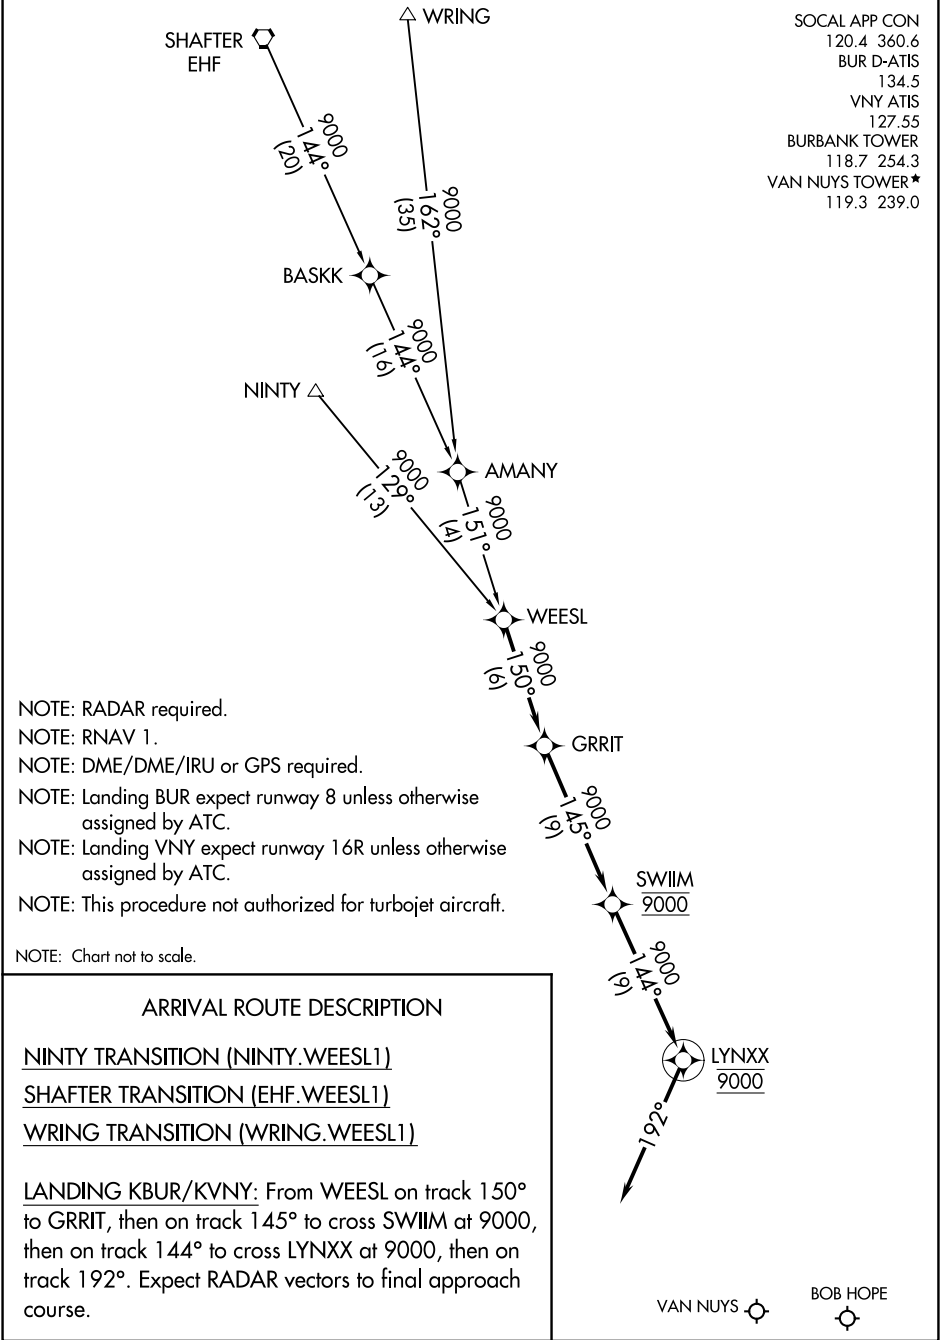 WRING
SHAFTER
EHF
SOCAL APP CON
120.4 360.6
BUR D-ATIS
134.5
VNY ATIS
127.55
BURBANK TOWER
118.7 254.3
VAN NUYS TOWER★
119.3 239.0
9000
144°
(20)
9000
162°
(35)
BASKK
9000
144°
(16)
NINTY
9000
129°
(13)
AMANY
9000
151°
(4)
WEESL
9000
150°
(6)
GRRIT
9000
145°
(9)
SWIIM
9000
9000
144°
(9)
LYNXX
9000
192°
NOTE: RADAR required.
NOTE: RNAV 1.
NOTE: DME/DME/IRU or GPS required.
NOTE: Landing BUR expect runway 8 unless otherwise
assigned by ATC.
NOTE: Landing VNY expect runway 16R unless otherwise
assigned by ATC.
NOTE: This procedure not authorized for turbojet aircraft.
NOTE: Chart not to scale.
ARRIVAL ROUTE DESCRIPTION
NINTY TRANSITION (NINTY.WEESL1)
SHAFTER TRANSITION (EHF.WEESL1)
WRING TRANSITION (WRING.WEESL1)
LANDING KBUR/KVNY: From WEESL on track 150°
to GRRIT, then on track 145° to cross SWIIM at 9000,
then on track 144° to cross LYNXX at 9000, then on
track 192°. Expect RADAR vectors to final approach
course.
VAN NUYS
BOB HOPE